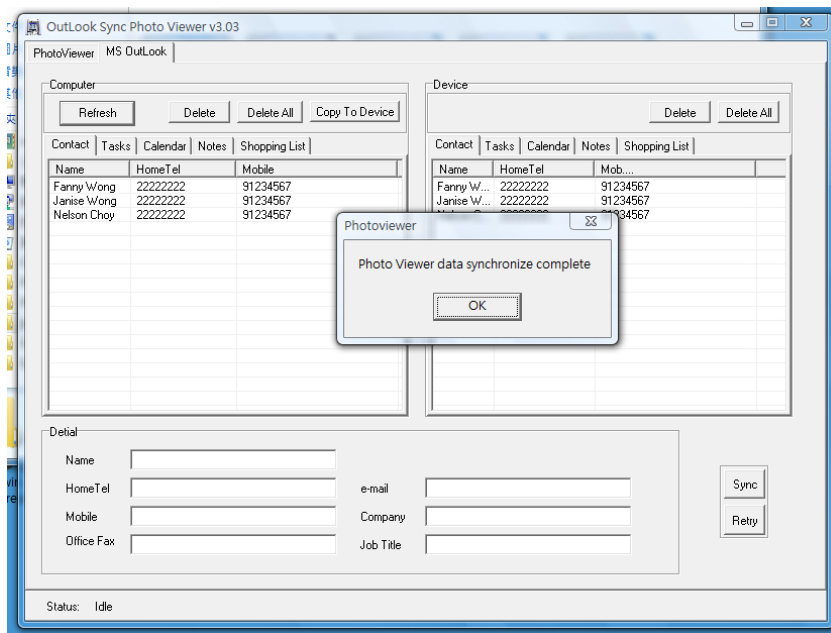 OutLook Sync Photo Viewer v3.03
PhotoViewer MS OutLook
Computer
Refresh Delete Delete All Copy To Device
Contact Tasks Calendar Notes Shopping List
Name HomeTel Mobile
Fanny Wong 22222222 91234567
Janise Wong 22222222 91234567
Nelson Choy 22222222 91234567
Device
Delete Delete All
Contact Tasks Calendar Notes Shopping List
Name HomeTel Mob....
Fanny W... 22222222 91234567
Janise W... 22222222 91234567
Photoviewer
Photo Viewer data synchronize complete
OK
Detial
Name
HomeTel e-mail
Mobile Company
Office Fax Job Title
Sync
Retry
Status: Idle